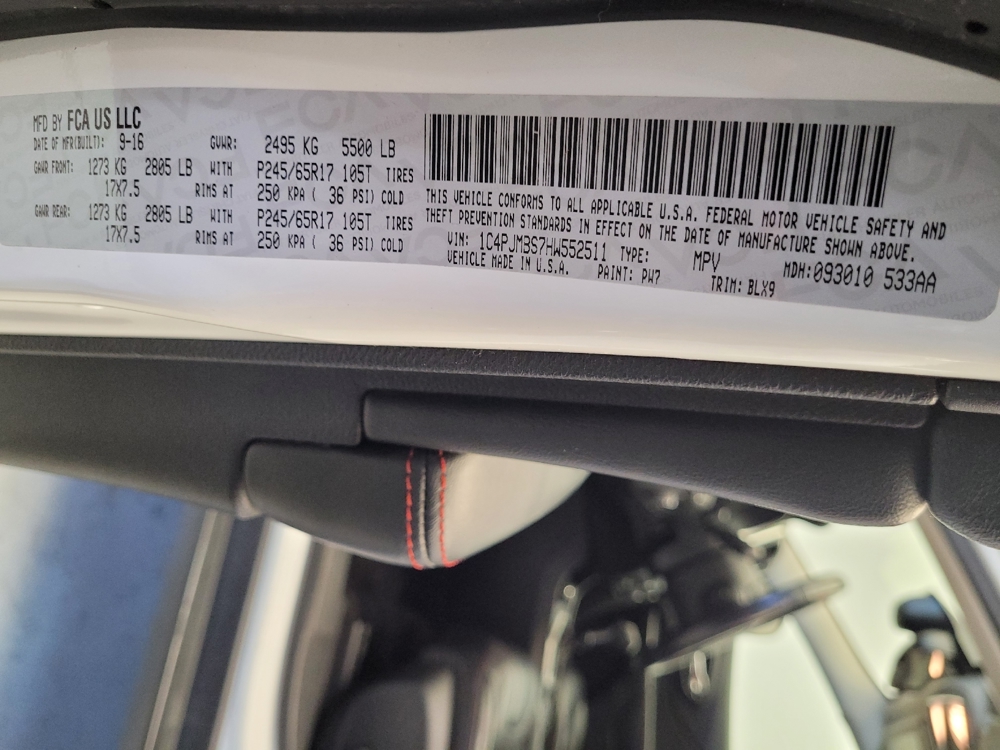 MFD BY FCA US LLC
DATE OF MFR(BUILT): 9-16 GVWR: 2495 KG 5500 LB
GAWR FRONT: 1273 KG 2805 LB WITH P245/65R17 105T TIRES
17X7.5 RIMS AT 250 KPA ( 36 PSI) COLD
GAWR REAR: 1273 KG 2805 LB WITH P245/65R17 105T TIRES
17X7.5 RIMS AT 250 KPA ( 36 PSI) COLD
THIS VEHICLE CONFORMS TO ALL APPLICABLE U.S.A. FEDERAL MOTOR VEHICLE SAFETY AND
THEFT PREVENTION STANDARDS IN EFFECT ON THE DATE OF MANUFACTURE SHOWN ABOVE.
VIN: 1C4PJMBS7HW552511 TYPE: MPV MDH:093010 533AA
VEHICLE MADE IN U.S.A. PAINT: PW7 TRIM: BLX9